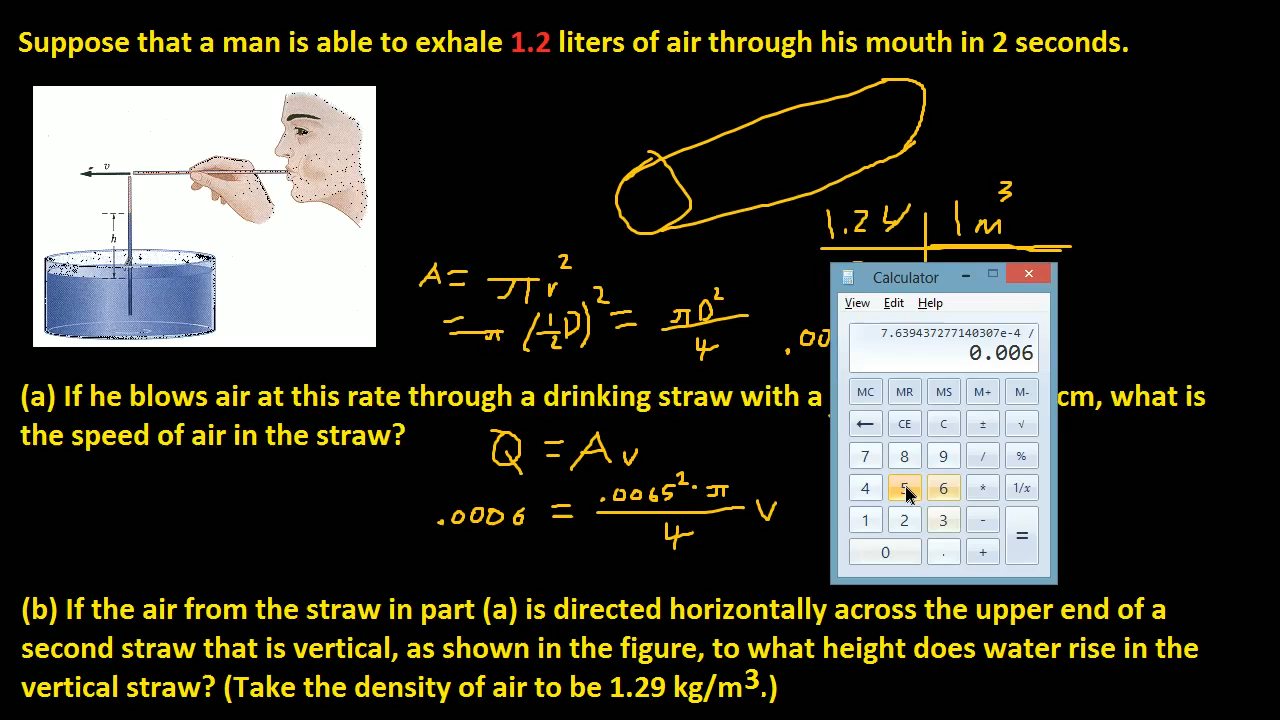 Suppose that a man is able to exhale 1.2 liters of air through his mouth in 2 seconds.
v
h
1.2 L | 1 m³
A = πr²
= π (½D)² = πD²/4
.00
Calculator
View Edit Help
7.639437277140307e-4 /
0.006
MC MR MS M+ M-
← CE C ± √
7 8 9 / %
4 5 6 * 1/x
1 2 3 - =
0 . +
(a) If he blows air at this rate through a drinking straw with a cm, what is
the speed of air in the straw?
Q = Av
.0006 = .0065² · π / 4 v
(b) If the air from the straw in part (a) is directed horizontally across the upper end of a
second straw that is vertical, as shown in the figure, to what height does water rise in the
vertical straw? (Take the density of air to be 1.29 kg/m³.)